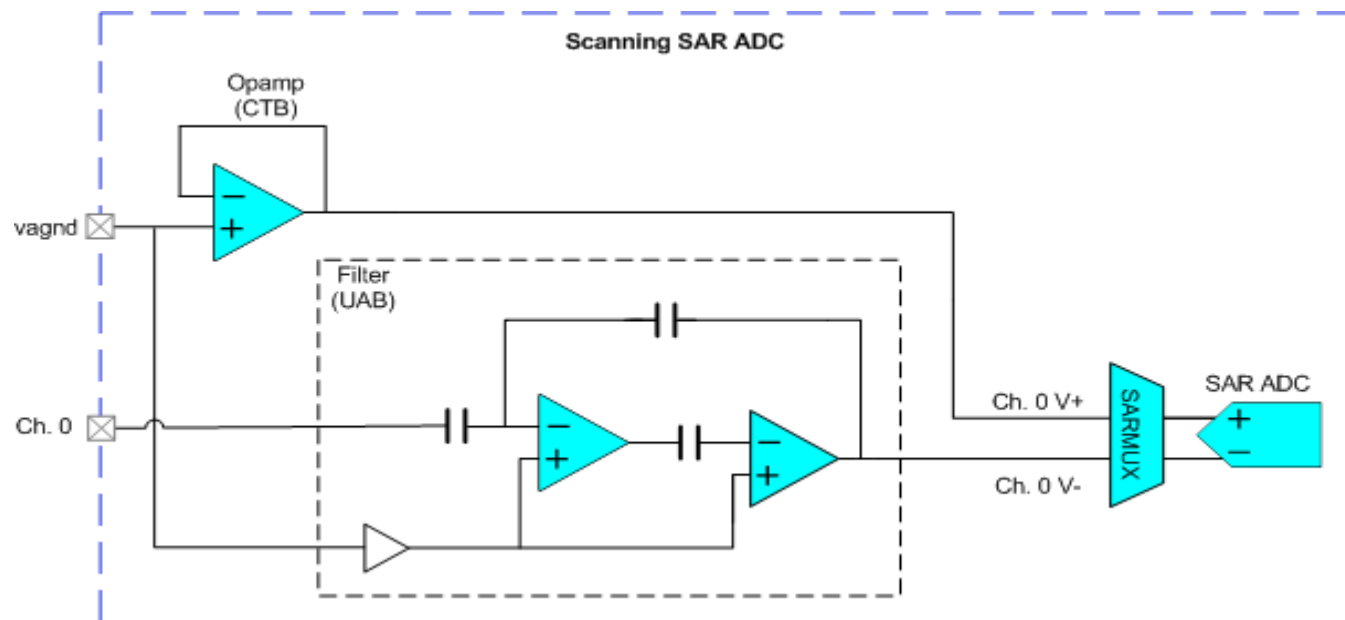 Scanning SAR ADC
Opamp
(CTB)
−
+
vagnd
Filter
(UAB)
Ch. 0
−
+
−
+
Ch. 0 V+
Ch. 0 V-
SARMUX
SAR ADC
+
−